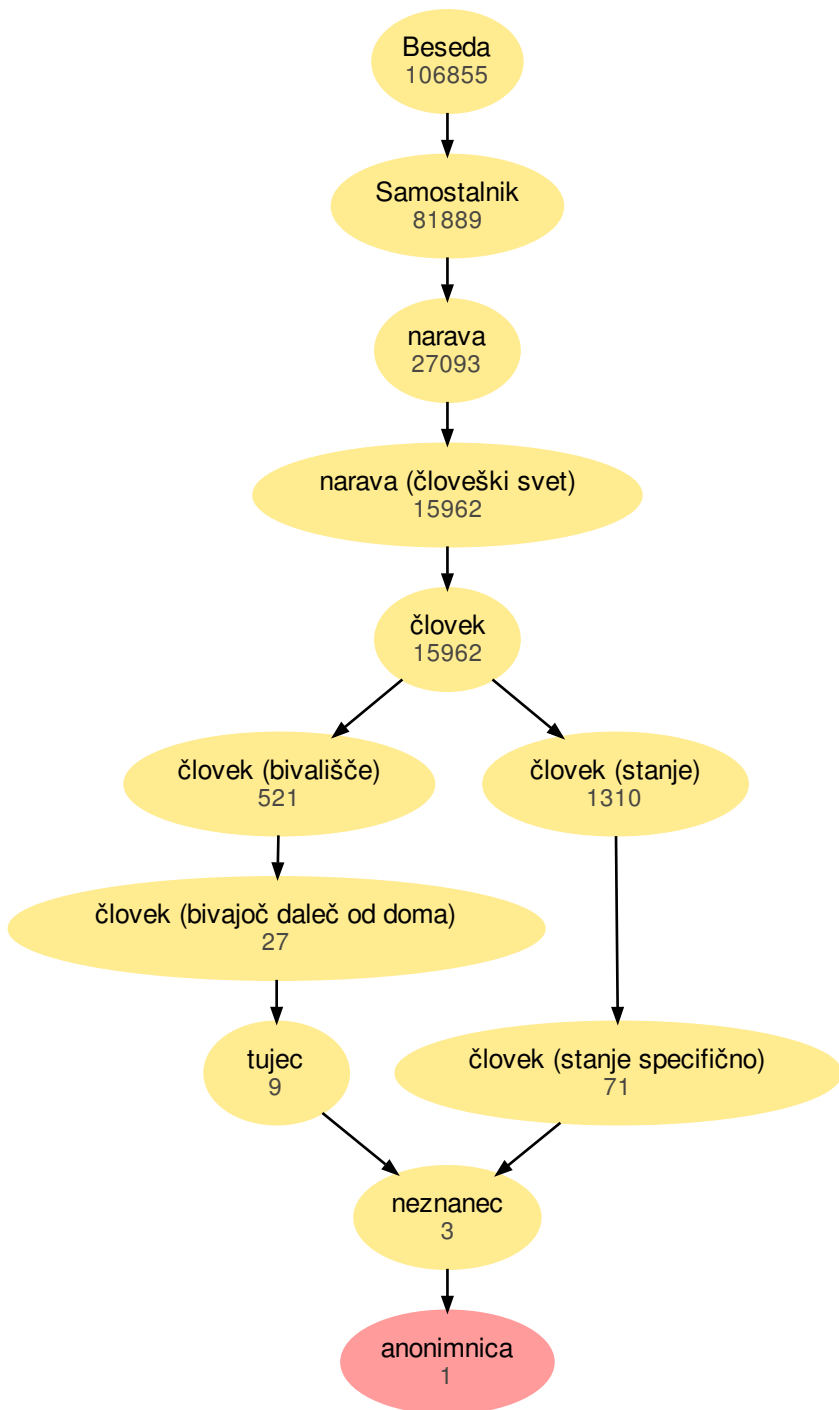 Beseda
106855
Samostalnik
81889
narava
27093
narava (človeški svet)
15962
človek
15962
človek (bivališče)
521
človek (stanje)
1310
človek (bivajoč daleč od doma)
27
tujec
9
človek (stanje specifično)
71
neznanec
3
anonimnica
1